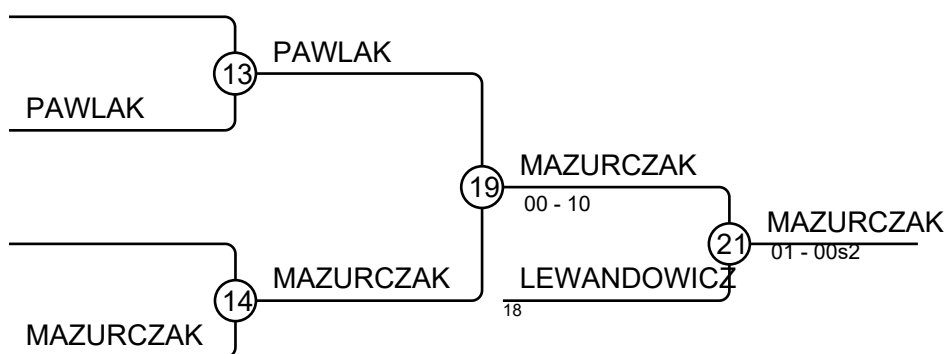 PAWLAK
13
PAWLAK
MAZURCZAK
19
00 - 10
MAZURCZAK
21
01 - 00s2
MAZURCZAK
14
LEWANDOWICZ
18
MAZURCZAK